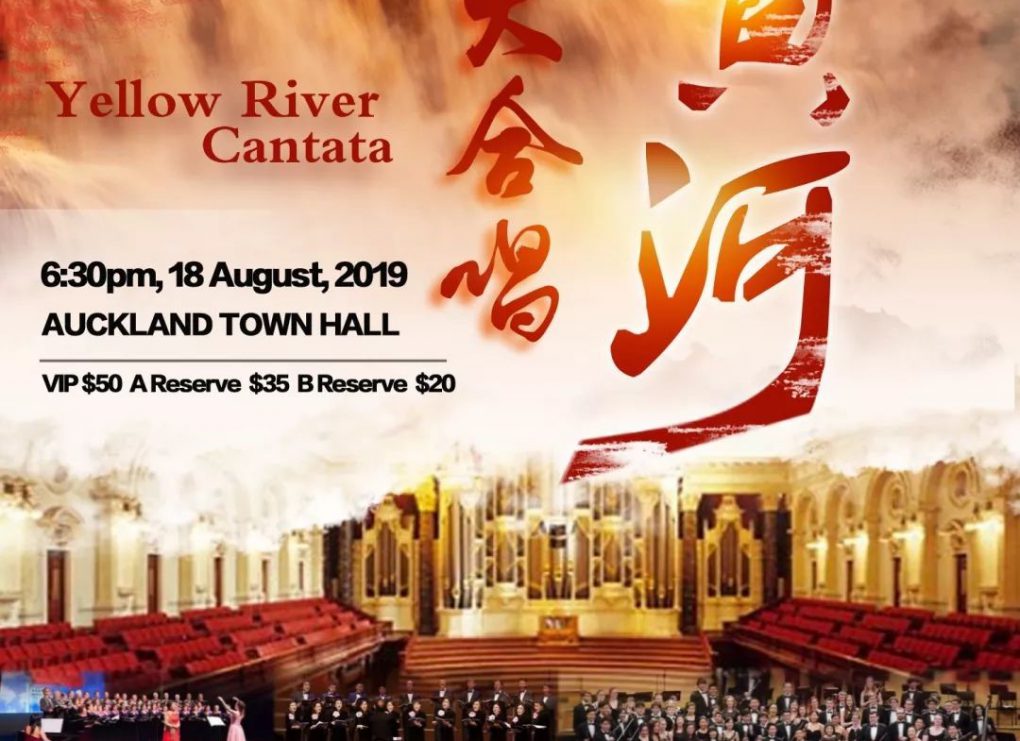 黄河
大合唱
Yellow River
Cantata
6:30pm, 18 August, 2019
AUCKLAND TOWN HALL
VIP $50 A Reserve $35 B Reserve $20